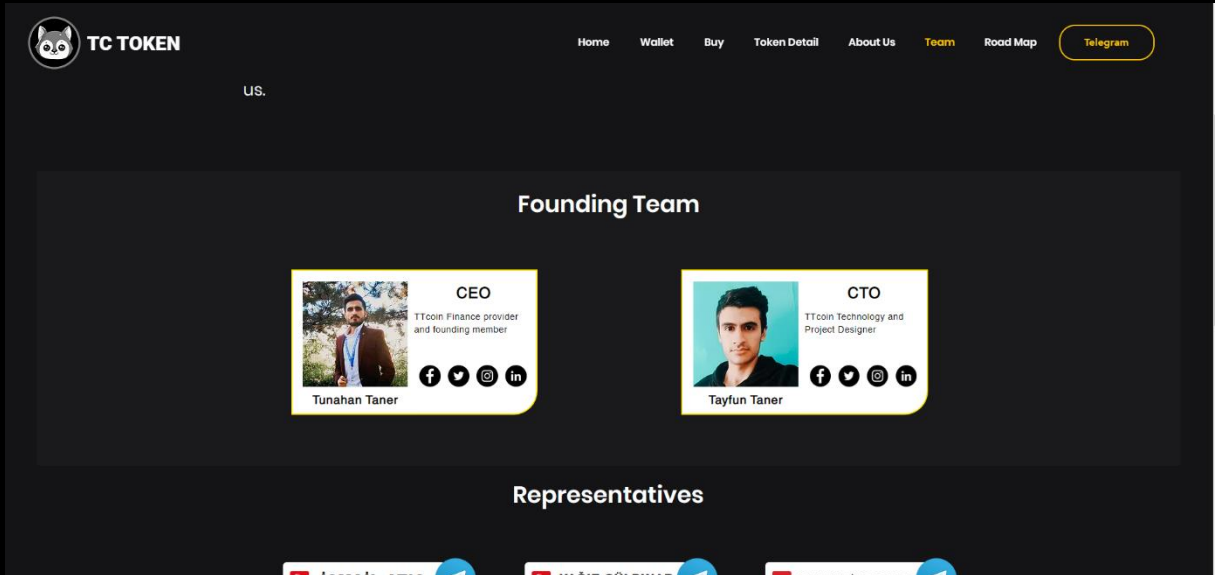 TC TOKEN
Home Wallet Buy Token Detail About Us Team Road Map Telegram
us.
Founding Team
CEO
TTcoin Finance provider
and founding member
Tunahan Taner
CTO
TTcoin Technology and
Project Designer
Tayfun Taner
Representatives